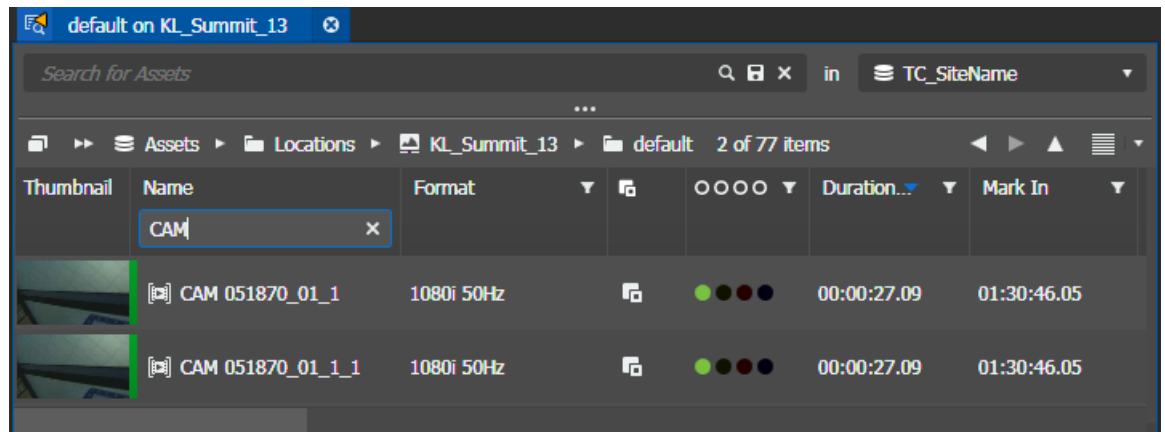 default on KL_Summit_13
Search for Assets in TC_SiteName
...
Assets Locations KL_Summit_13 default 2 of 77 items
Thumbnail Name Format Duration... Mark In
CAM
CAM 051870_01_1 1080i 50Hz 00:00:27.09 01:30:46.05
CAM 051870_01_1_1 1080i 50Hz 00:00:27.09 01:30:46.05